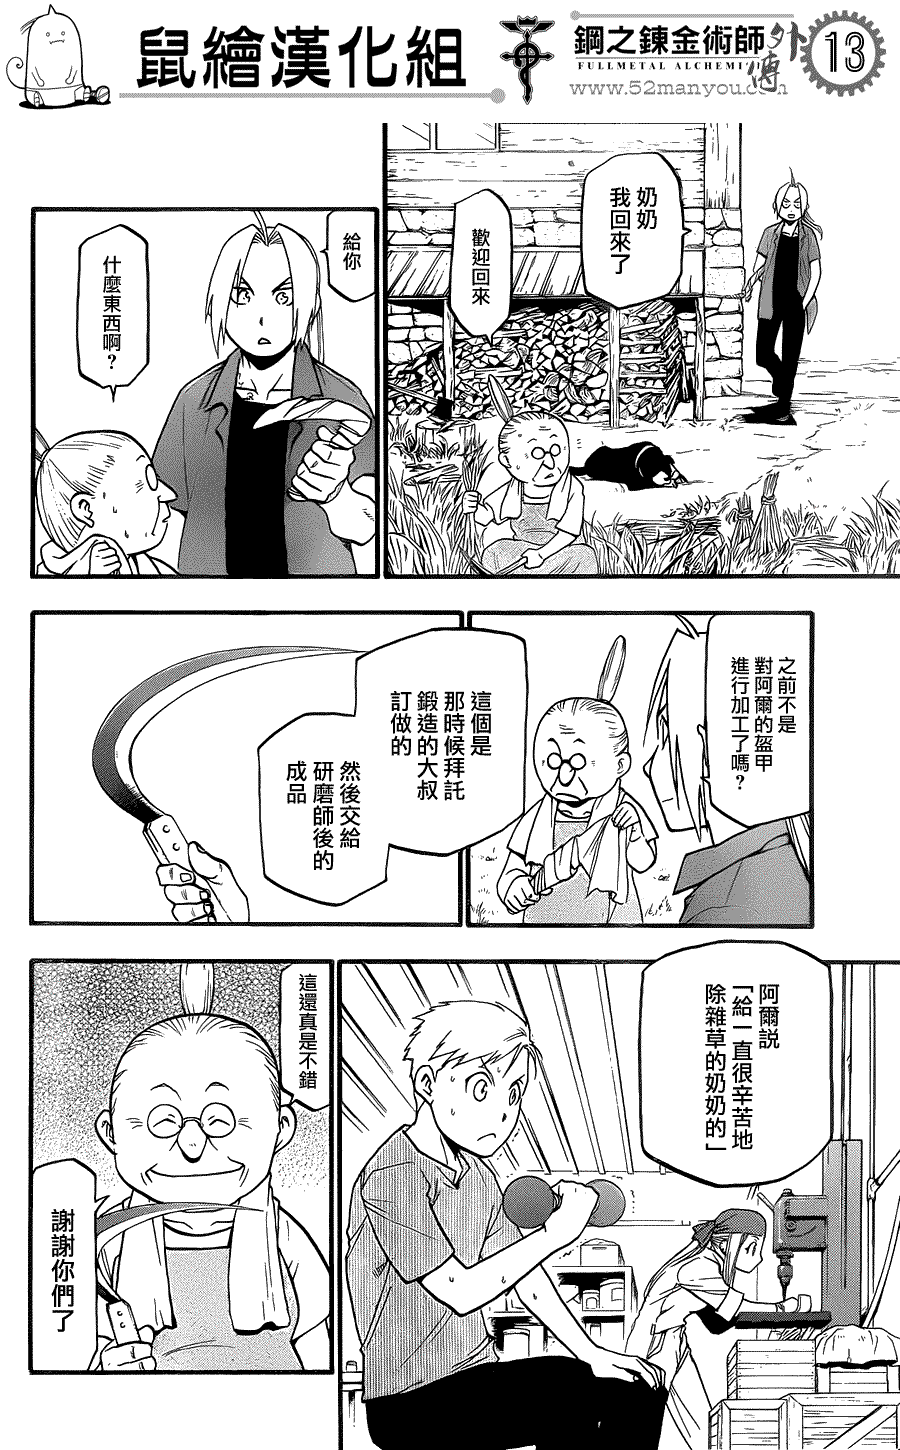 鼠繪漢化組
鋼之鍊金術師
外傳
FULLMETAL ALCHEMIST
www.52manyou.com
13
奶奶
我回來了
歡迎回來
給你
什麼東西啊?
之前不是
對阿爾的盔甲
進行加工了嗎?
這個是
那時候拜託
鍛造的大叔
訂做的
然後交給
研磨師後的
成品
阿爾説
「給一直很辛苦地
除雜草的奶奶的」
這還真是不錯
謝謝你們了